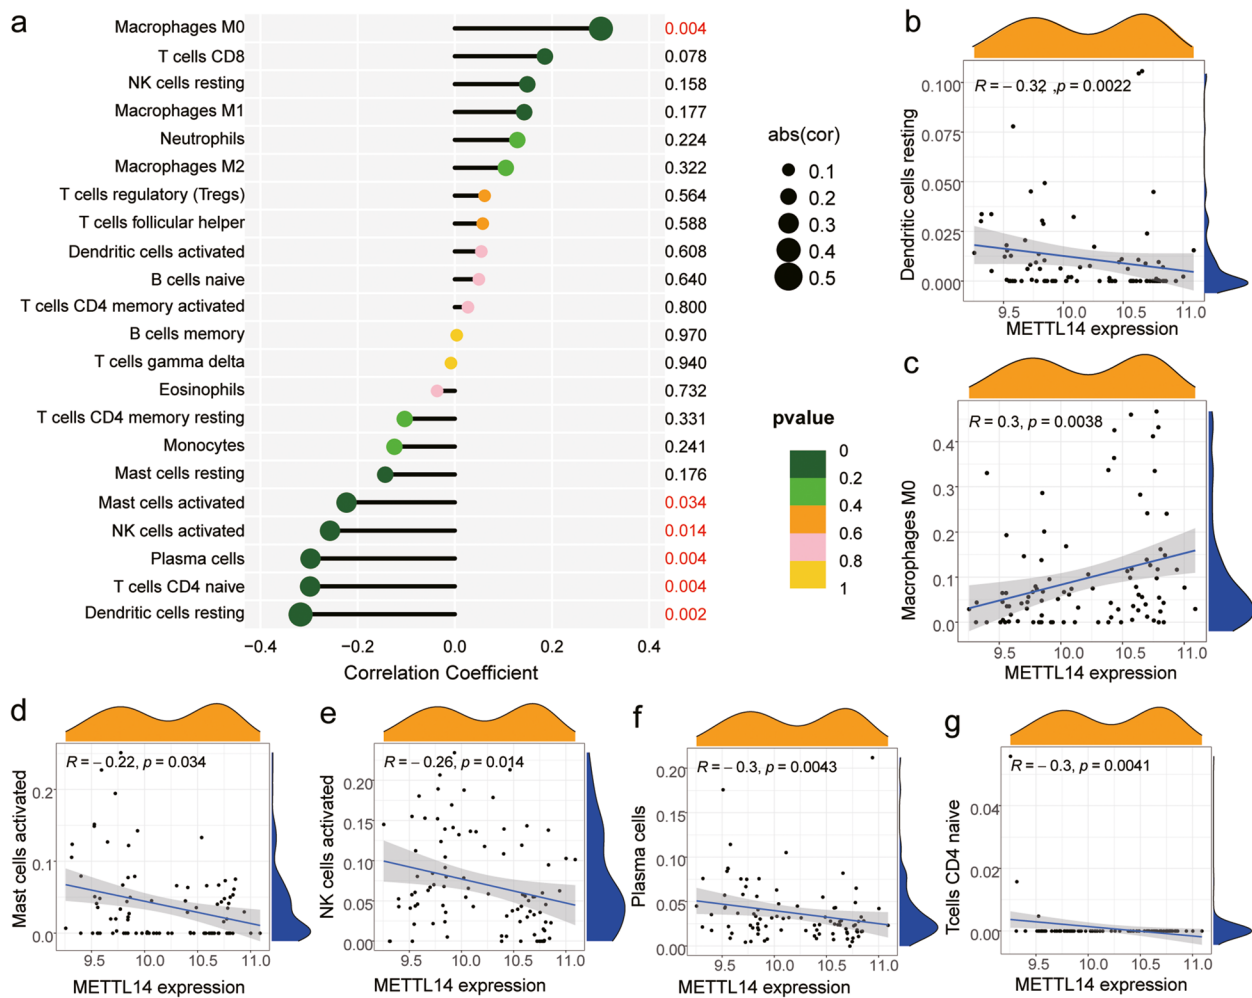 a
Macrophages M0 0.004
T cells CD8 0.078
NK cells resting 0.158
Macrophages M1 0.177
Neutrophils 0.224
Macrophages M2 0.322
T cells regulatory (Tregs) 0.564
T cells follicular helper 0.588
Dendritic cells activated 0.608
B cells naive 0.640
T cells CD4 memory activated 0.800
B cells memory 0.970
T cells gamma delta 0.940
Eosinophils 0.732
T cells CD4 memory resting 0.331
Monocytes 0.241
Mast cells resting 0.176
Mast cells activated 0.034
NK cells activated 0.014
Plasma cells 0.004
T cells CD4 naive 0.004
Dendritic cells resting 0.002
−0.4 −0.2 0.0 0.2 0.4
Correlation Coefficient
abs(cor)
0.1
0.2
0.3
0.4
0.5
pvalue
0
0.2
0.4
0.6
0.8
1
b
R = − 0.32 ,p = 0.0022
Dendritic cells resting
0.100
0.075
0.050
0.025
0.000
9.5 10.0 10.5 11.0
METTL14 expression
c
R = 0.3, p = 0.0038
Macrophages M0
0.4
0.3
0.2
0.1
0.0
9.5 10.0 10.5 11.0
METTL14 expression
d
R = − 0.22, p = 0.034
Mast cells activated
0.2
0.1
0.0
9.5 10.0 10.5 11.0
METTL14 expression
e
R = − 0.26, p = 0.014
NK cells activated
0.20
0.15
0.10
0.05
0.00
9.5 10.0 10.5 11.0
METTL14 expression
f
R = − 0.3, p = 0.0043
Plasma cells
0.20
0.15
0.10
0.05
0.00
9.5 10.0 10.5 11.0
METTL14 expression
g
R = − 0.3, p = 0.0041
Tcells CD4 naive
0.04
0.02
0.00
9.5 10.0 10.5 11.0
METTL14 expression